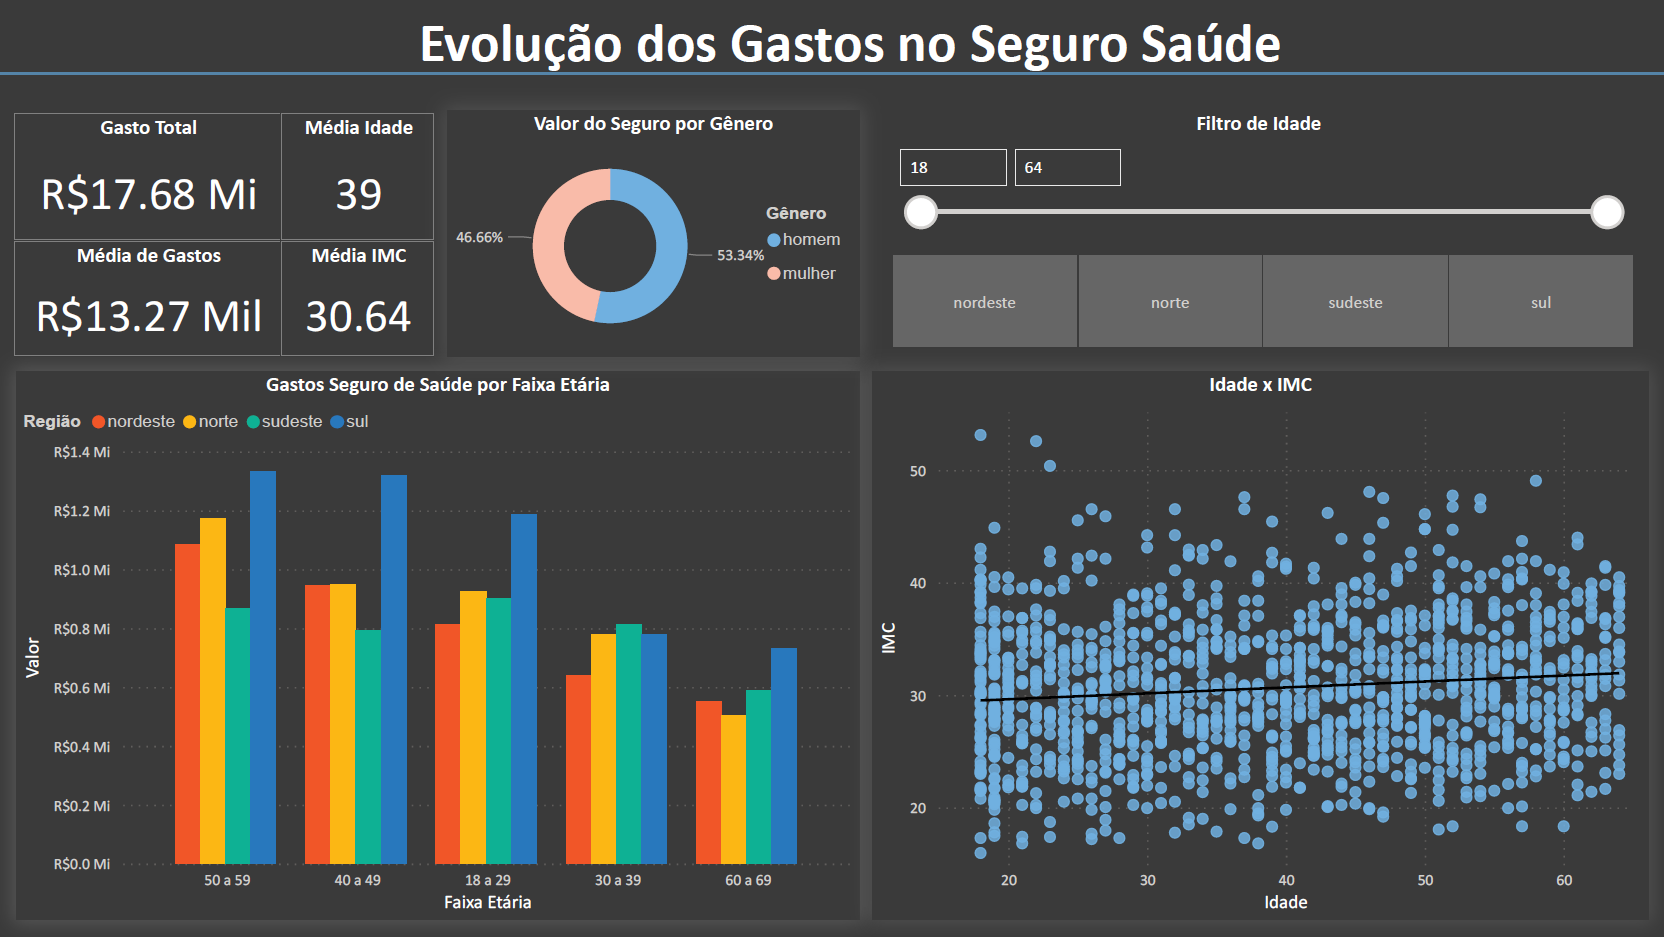 Evolução dos Gastos no Seguro Saúde
Gasto Total
R$17.68 Mi
Média Idade
39
Média de Gastos
R$13.27 Mil
Média IMC
30.64
Valor do Seguro por Gênero
46.66%
53.34%
Gênero
homem
mulher
Filtro de Idade
18
64
nordeste
norte
sudeste
sul
Gastos Seguro de Saúde por Faixa Etária
Região nordeste norte sudeste sul
R$1.4 Mi
R$1.2 Mi
R$1.0 Mi
R$0.8 Mi
R$0.6 Mi
R$0.4 Mi
R$0.2 Mi
R$0.0 Mi
Valor
50 a 59 40 a 49 18 a 29 30 a 39 60 a 69
Faixa Etária
Idade x IMC
50
40
30
20
IMC
20 30 40 50 60
Idade